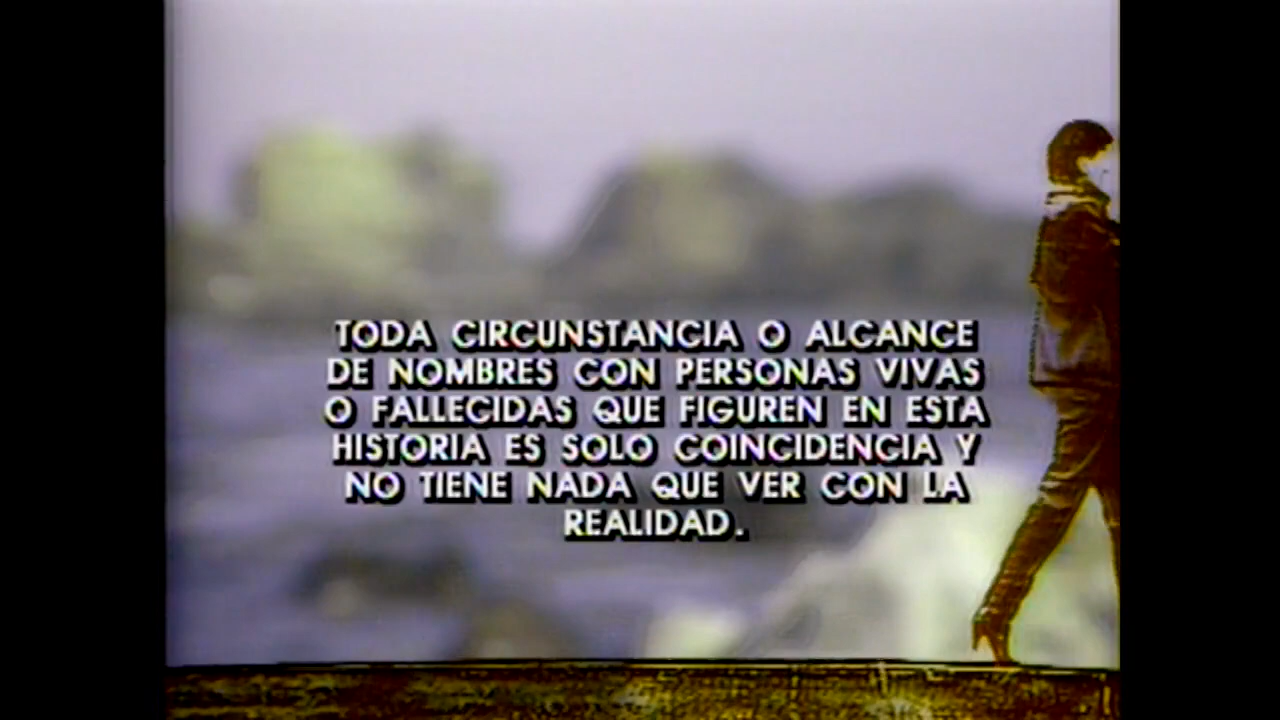 TODA CIRCUNSTANCIA O ALCANCE
DE NOMBRES CON PERSONAS VIVAS
O FALLECIDAS QUE FIGUREN EN ESTA
HISTORIA ES SOLO COINCIDENCIA Y
NO TIENE NADA QUE VER CON LA
REALIDAD.